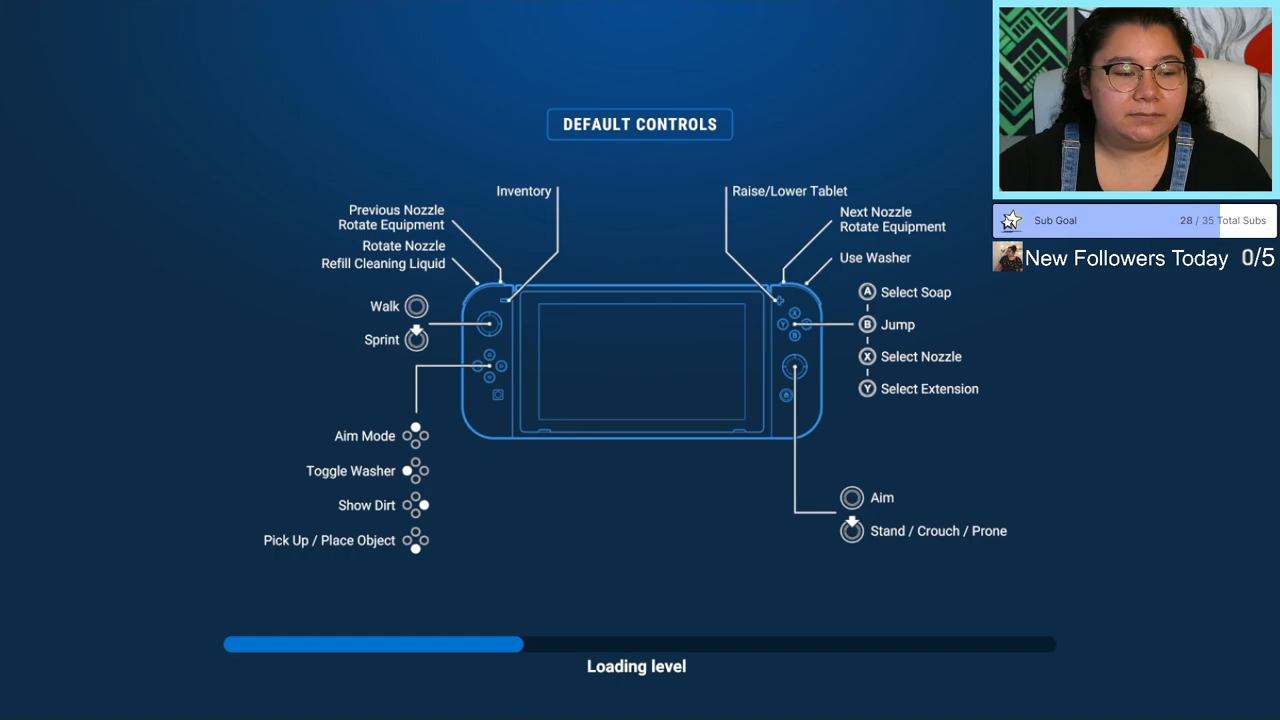 DEFAULT CONTROLS
Inventory
Raise/Lower Tablet
Previous Nozzle
Rotate Equipment
Next Nozzle
Rotate Equipment
Rotate Nozzle
Refill Cleaning Liquid
Use Washer
Walk
Sprint
A Select Soap
B Jump
X Select Nozzle
Y Select Extension
X
Y
B
Aim Mode
Toggle Washer
Show Dirt
Pick Up / Place Object
Aim
Stand / Crouch / Prone
Loading level
Sub Goal
28 / 35 Total Subs
New Followers Today 0/5